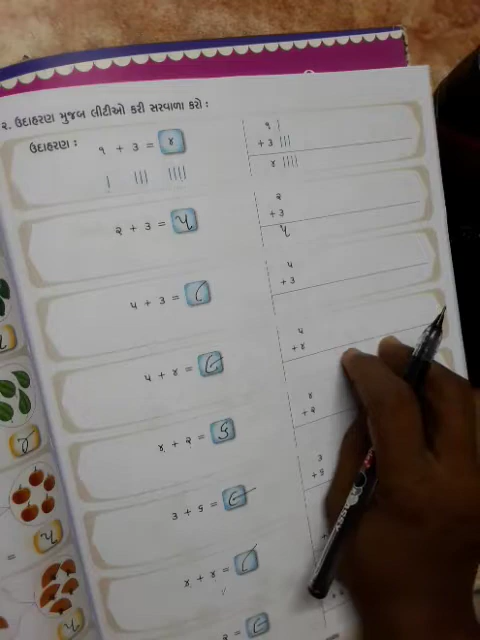 ૨. ઉદાહરણ મુજબ લીટીઓ કરી સરવાળા કરો :
ઉદાહરણ :
૧ + ૩ = ૪
૧
+ ૩
૪
૨ + ૩ = ૫
૨
+ ૩
૫
૫ + ૩ = ૮
૫
+ ૩
૫ + ૪ = ૯
૫
+ ૪
૪ + ૨ = ૬
૪
+ ૨
૩ + ૬ = ૯
૩
+ ૬
૪ + ૪ = ૮